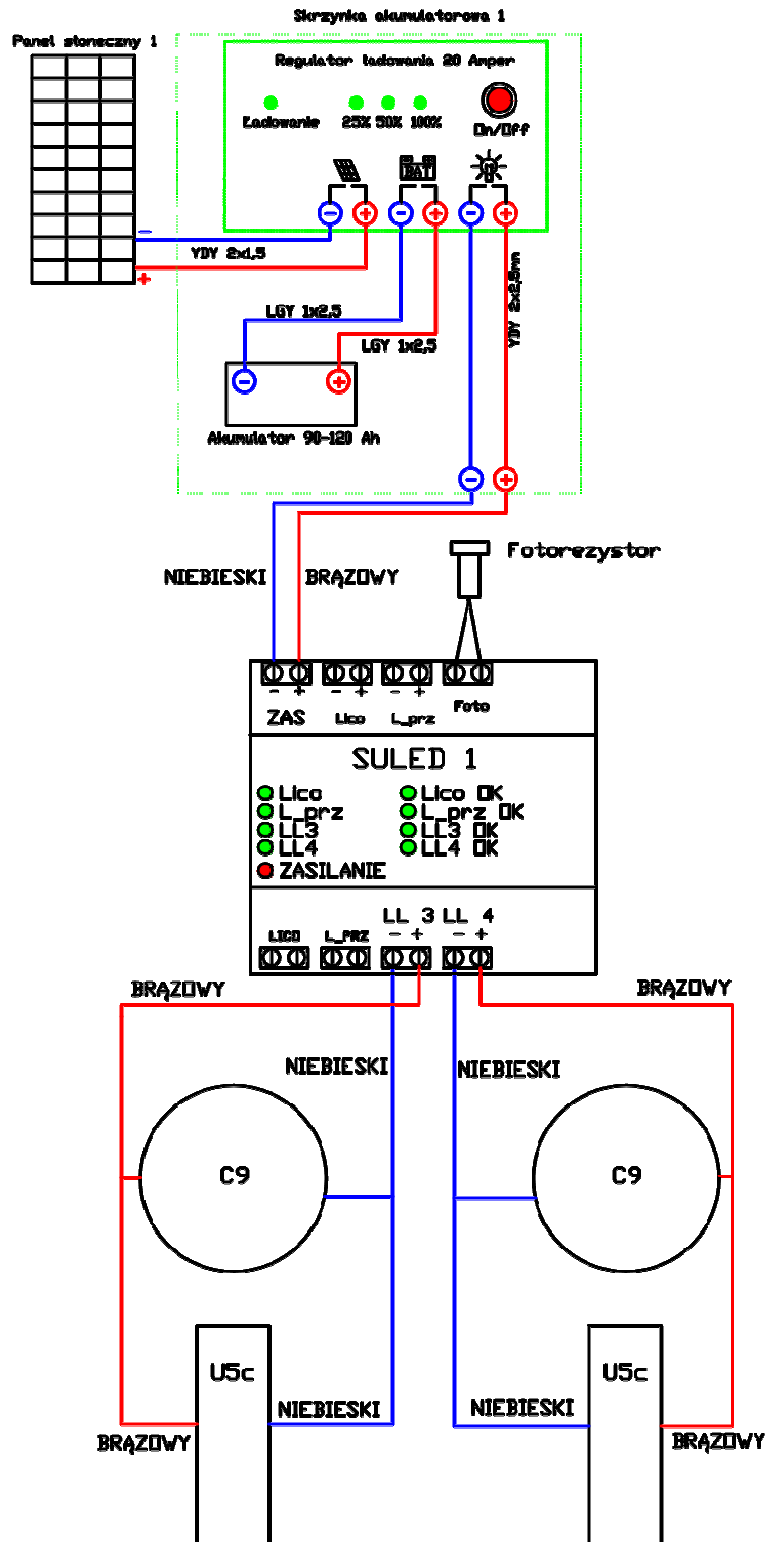 Skrzynka akumulatorowa 1
Panel słoneczny 1
Regulator ładowania 20 Amper
Ładowanie
25% 50% 100%
On/Off
BAT
- + - + - +
-
YDY 2x1,5
+
YDY 2x2,5mm
LGY 1x2,5
LGY 1x2,5
- +
Akumulator 90-120 Ah
- +
Fotorezystor
NIEBIESKI
BRĄZOWY
- + - + - +
ZAS
Lico
L_prz
Foto
SULED 1
Lico
Lico OK
L_prz
L_prz OK
LL3
LL3 OK
LL4
LL4 OK
ZASILANIE
LL 3
LL 4
- + - +
LICO
L_PRZ
BRĄZOWY
BRĄZOWY
NIEBIESKI
NIEBIESKI
C9
C9
U5c
U5c
NIEBIESKI
NIEBIESKI
BRĄZOWY
BRĄZOWY